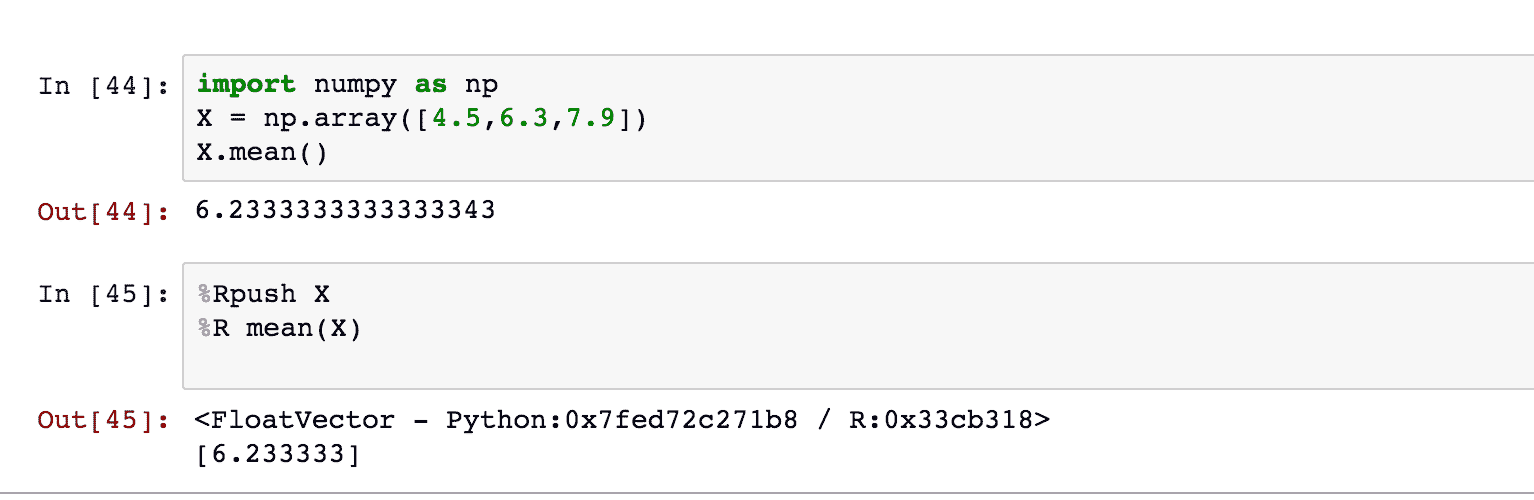 In [44]: import numpy as np
X = np.array([4.5,6.3,7.9])
X.mean()
Out[44]: 6.2333333333333343
In [45]: %Rpush X
%R mean(X)
Out[45]: <FloatVector - Python:0x7fed72c271b8 / R:0x33cb318>
[6.233333]